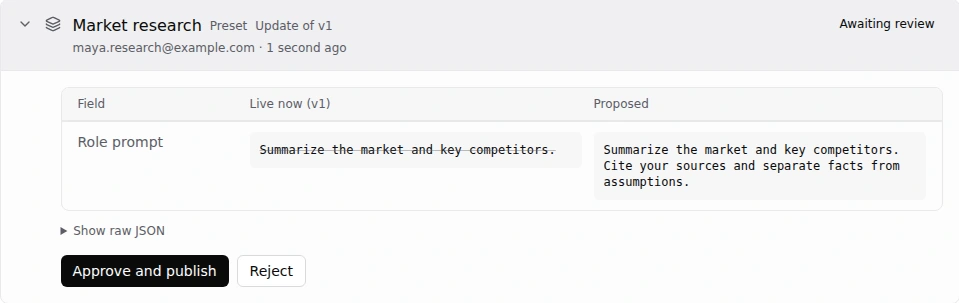 Market research Preset Update of v1
Awaiting review
maya.research@example.com · 1 second ago
Field Live now (v1) Proposed
Role prompt
Summarize the market and key competitors.
Summarize the market and key competitors.
Cite your sources and separate facts from
assumptions.
Show raw JSON
Approve and publish Reject